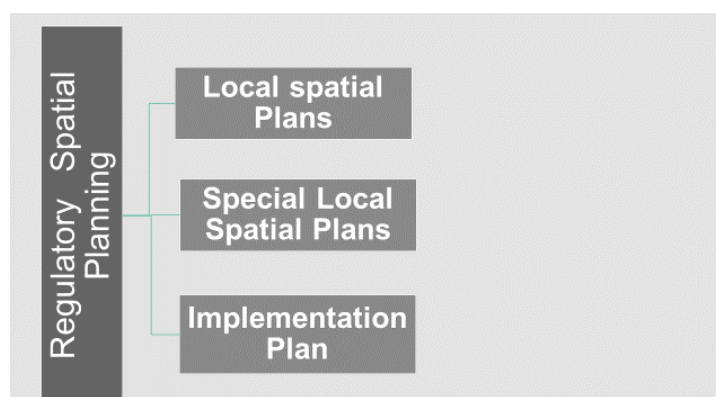 Regulatory Spatial
Planning
Local spatial
Plans
Special Local
Spatial Plans
Implementation
Plan